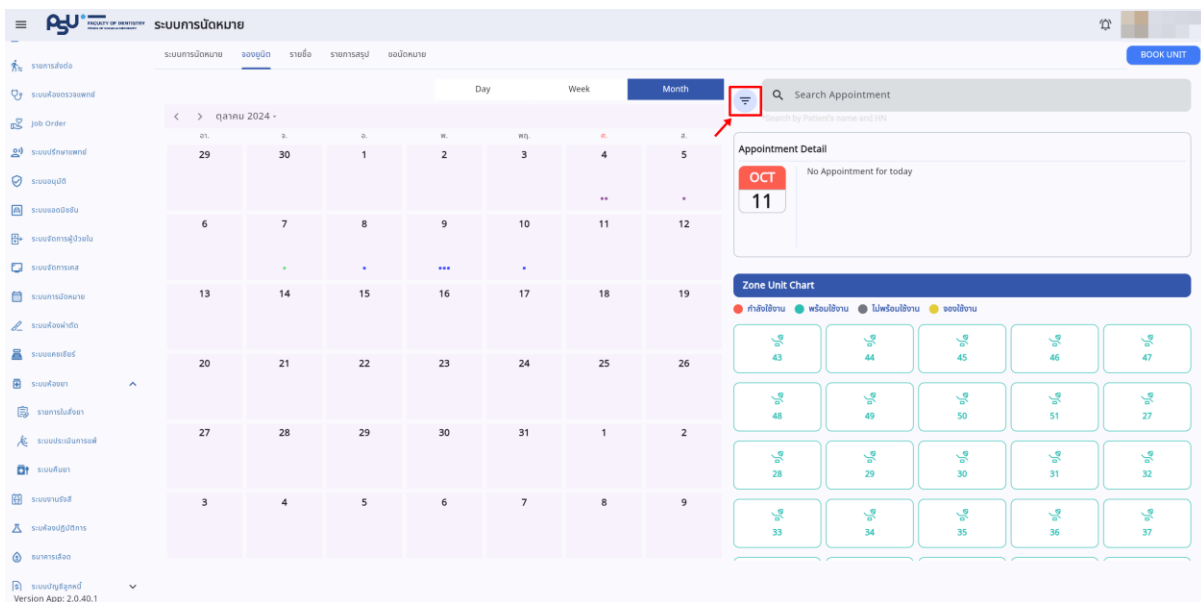 PSU FACULTY OF DENTISTRY ระบบการนัดหมาย
รายการส่งต่อ
ระบบห้องตรวจแพทย์
Job Order
ระบบปรึกษาแพทย์
ระบบอนุมัติ
ระบบแอดมิชชัน
ระบบจัดการผู้ป่วยใน
ระบบจัดการเคส
ระบบการนัดหมาย
ระบบห้องผ่าตัด
ระบบแคชเชียร์
ระบบห้องยา
รายการใบสั่งยา
ระบบประเมินการแพ้
ระบบคืนยา
ระบบงานรังสี
ระบห้องปฏิบัติการ
ธนาคารเลือด
ระบบบัญชีลูกหนี้
Version App: 2.0.40.1
ระบบการนัดหมาย จองยูนิต รายชื่อ รายการสรุป ขอนัดหมาย BOOK UNIT
Day Week Month
ตุลาคม 2024
อา. จ. อ. พ. พฤ. ศ. ส.
29 30 1 2 3 4 5
6 7 8 9 10 11 12
13 14 15 16 17 18 19
20 21 22 23 24 25 26
27 28 29 30 31 1 2
3 4 5 6 7 8 9
Search Appointment
Search by Patient's name and HN
Appointment Detail
OCT
11
No Appointment for today
Zone Unit Chart
กำลังใช้งาน พร้อมใช้งาน ไม่พร้อมใช้งาน จองใช้งาน
43 44 45 46 47
48 49 50 51 27
28 29 30 31 32
33 34 35 36 37